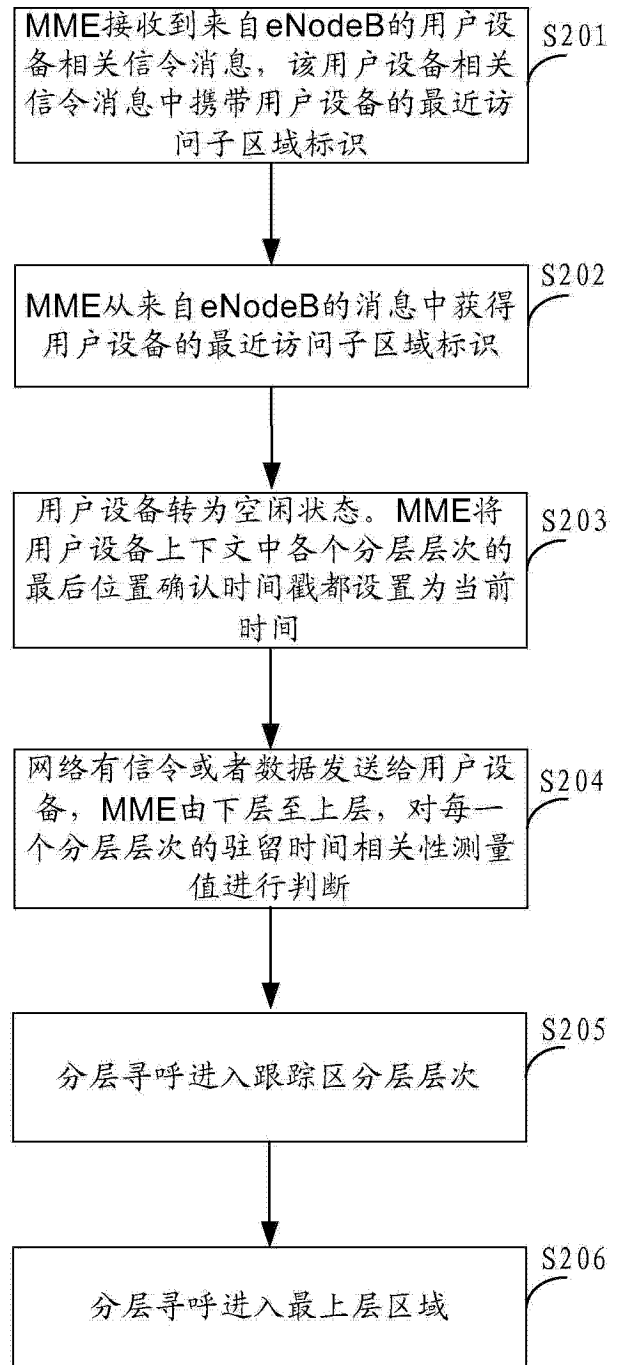 MME接收到来自eNodeB的用户设
备相关信令消息，该用户设备相关
信令消息中携带用户设备的最近访
问子区域标识
S201
MME从来自eNodeB的消息中获得
用户设备的最近访问子区域标识
S202
用户设备转为空闲状态。MME将
用户设备上下文中各个分层层次的
最后位置确认时间戳都设置为当前
时间
S203
网络有信令或者数据发送给用户设
备，MME由下层至上层，对每一
个分层层次的驻留时间相关性测量
值进行判断
S204
分层寻呼进入跟踪区分层层次
S205
分层寻呼进入最上层区域
S206